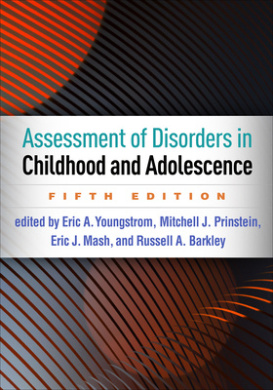 Assessment of Disorders in
Childhood and Adolescence
FIFTH EDITION
edited by Eric A. Youngstrom, Mitchell J. Prinstein,
Eric J. Mash, and Russell A. Barkley